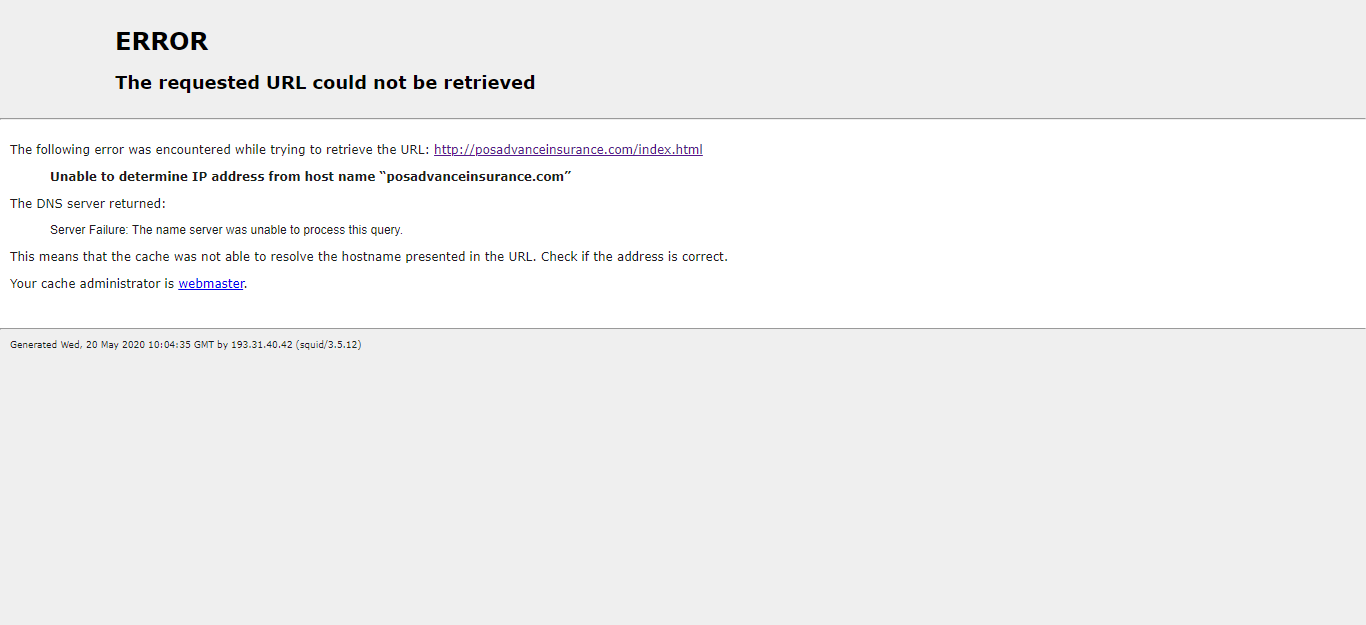 ERROR
The requested URL could not be retrieved
The following error was encountered while trying to retrieve the URL: http://posadvanceinsurance.com/index.html
Unable to determine IP address from host name “posadvanceinsurance.com”
The DNS server returned:
Server Failure: The name server was unable to process this query.
This means that the cache was not able to resolve the hostname presented in the URL. Check if the address is correct.
Your cache administrator is webmaster.
Generated Wed, 20 May 2020 10:04:35 GMT by 193.31.40.42 (squid/3.5.12)